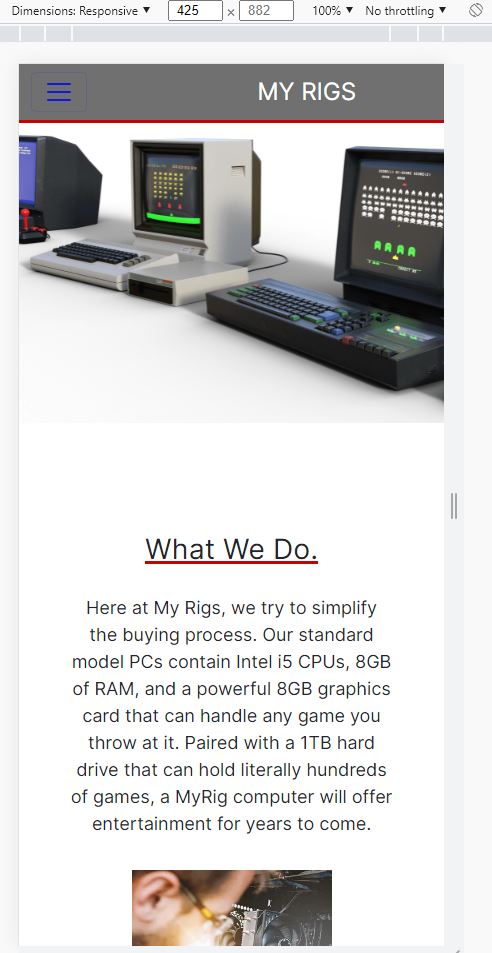 Dimensions: Responsive ▼ 425 × 882 100% ▼ No throttling ▼
MY RIGS
What We Do.
Here at My Rigs, we try to simplify
the buying process. Our standard
model PCs contain Intel i5 CPUs, 8GB
of RAM, and a powerful 8GB graphics
card that can handle any game you
throw at it. Paired with a 1TB hard
drive that can hold literally hundreds
of games, a MyRig computer will offer
entertainment for years to come.